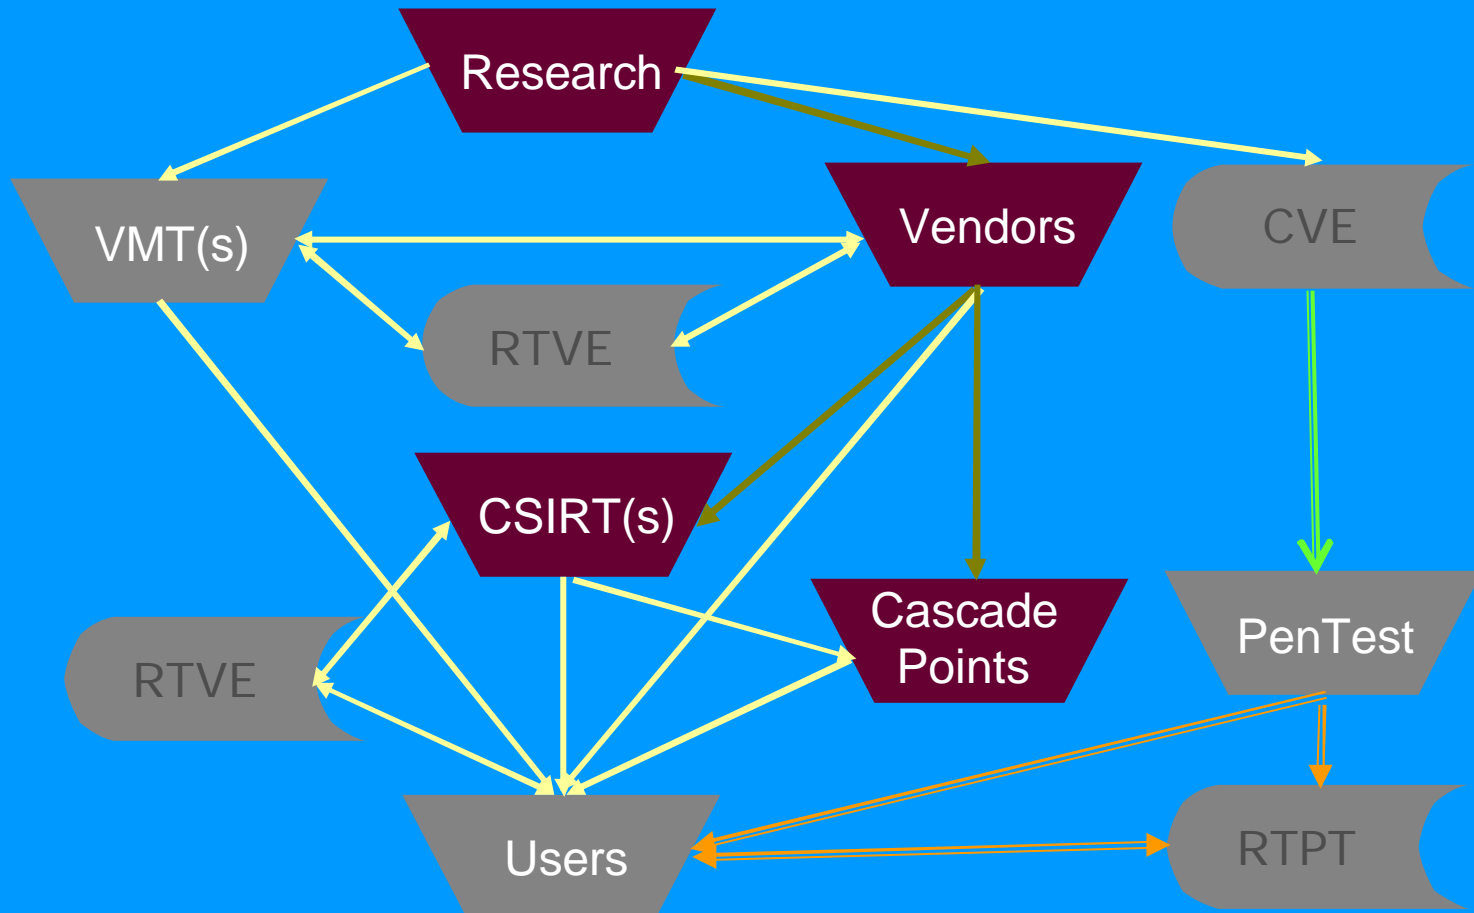 Research
VMT(s)
Vendors
CVE
RTVE
CSIRT(s)
Cascade
Points
PenTest
RTVE
Users
RTPT